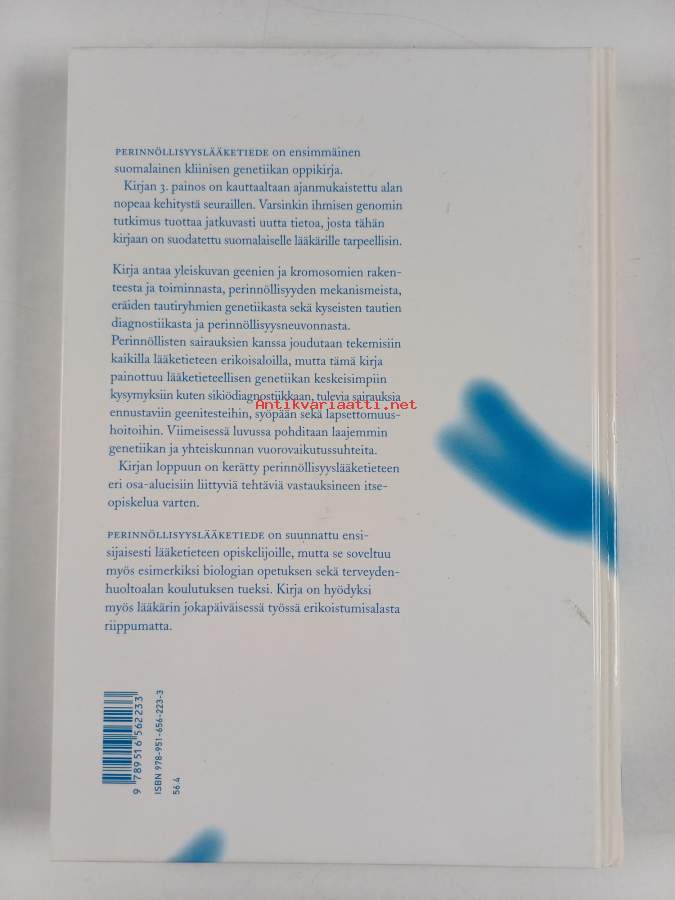 PERINNÖLLISYYSLÄÄKETIEDE on ensimmäinen
suomalainen kliinisen genetiikan oppikirja.
Kirjan 3. painos on kauttaaltaan ajanmukaistettu alan
nopeaa kehitystä seuraillen. Varsinkin ihmisen genomin
tutkimus tuottaa jatkuvasti uutta tietoa, josta tähän
kirjaan on suodatettu suomalaiselle lääkärille tarpeellisin.
Kirja antaa yleiskuvan geenien ja kromosomien raken-
teesta ja toiminnasta, perinnöllisyyden mekanismeista,
eräiden tautiryhmien genetiikasta sekä kyseisten tautien
diagnostiikasta ja perinnöllisyysneuvonnasta.
Perinnöllisten sairauksien kanssa joudutaan tekemisiin
kaikilla lääketieteen erikoisaloilla, mutta tämä kirja
painottuu lääketieteellisen genetiikan keskeisimpiin
kysymyksiin kuten sikiödiagnostiikkaan, tulevia sairauksia
Antikvariaatti.net
ennustaviin geenitesteihin, syöpään sekä lapsettomuus-
hoitoihin. Viimeisessä luvussa pohditaan laajemmin
genetiikan ja yhteiskunnan vuorovaikutussuhteita.
Kirjan loppuun on kerätty perinnöllisyyslääketieteen
eri osa-alueisiin liittyviä tehtäviä vastauksineen itse-
opiskelua varten.
PERINNÖLLISYYSLÄÄKETIEDE on suunnattu ensi-
sijaisesti lääketieteen opiskelijoille, mutta se soveltuu
myös esimerkiksi biologian opetuksen sekä terveyden-
huoltoalan koulutuksen tueksi. Kirja on hyödyksi
myös lääkärin jokapäiväisessä työssä erikoistumisalasta
riippumatta.
9 789516 562233
ISBN 978-951-656-223-3
56.4